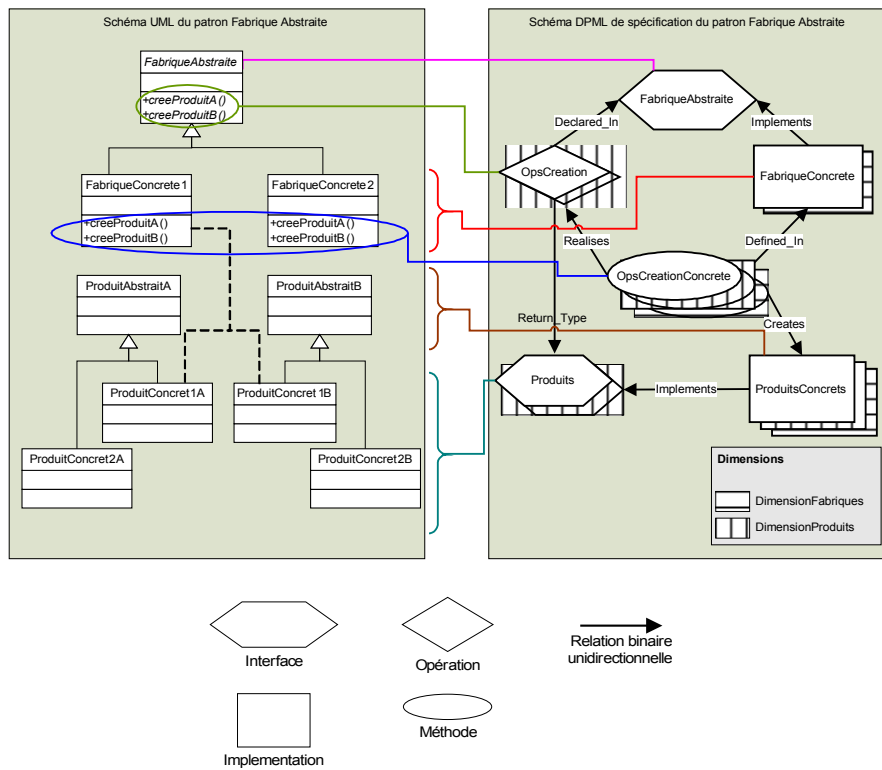 Schéma UML du patron Fabrique Abstraite
FabriqueAbstraite
+creeProduitA()
+creeProduitB()
FabriqueConcrete1
+creeProduitA()
+creeProduitB()
FabriqueConcrete2
+creeProduitA()
+creeProduitB()
ProduitAbstraitA
ProduitAbstraitB
ProduitConcret1A
ProduitConcret1B
ProduitConcret2A
ProduitConcret2B
Schéma DPML de spécification du patron Fabrique Abstraite
FabriqueAbstraite
Declared_In
Implements
OpsCreation
FabriqueConcrete
Realises
Defined_In
OpsCreationConcrete
Return_Type
Creates
Produits
Implements
ProduitsConcrets
Dimensions
DimensionFabriques
DimensionProduits
Interface
Opération
Relation binaire
unidirectionnelle
Implementation
Méthode